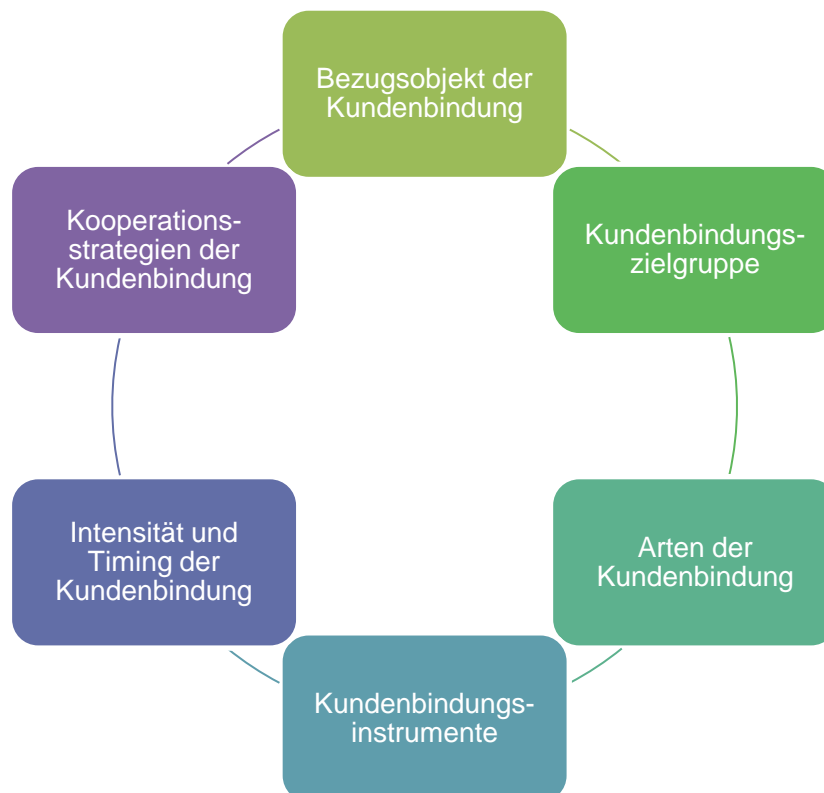 Bezugsobjekt der
Kundenbindung
Kundenbindungs-
zielgruppe
Arten der
Kundenbindung
Kundenbindungs-
instrumente
Intensität und
Timing der
Kundenbindung
Kooperations-
strategien der
Kundenbindung